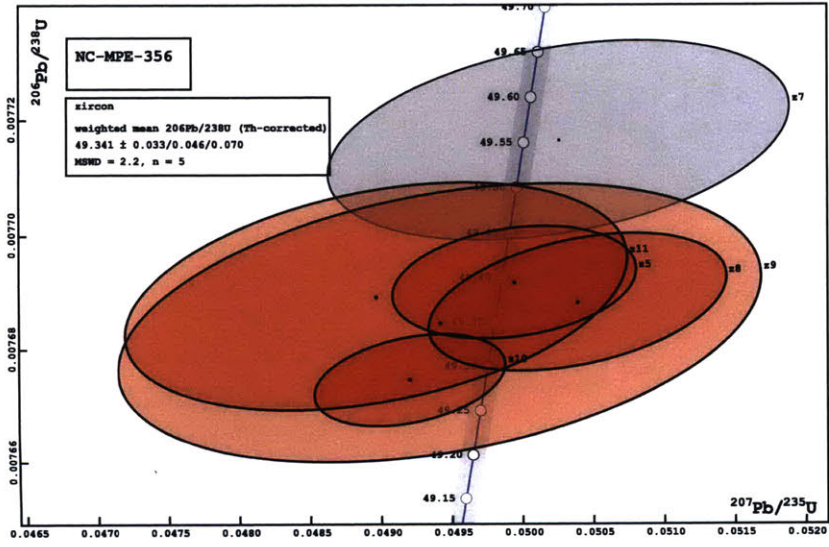 NC-MPE-356
zircon
weighted mean 206Pb/238U (Th-corrected)
49.341 ± 0.033/0.046/0.070
MSWD = 2.2, n = 5
206Pb/238U
0.00772
0.00770
0.00768
0.00766
49.70
49.65
49.60
49.55
49.25
49.20
49.15
z7
z11
z5
z8
z9
z10
207Pb/235U
0.0465 0.0470 0.0475 0.0480 0.0485 0.0490 0.0495 0.0500 0.0505 0.0510 0.0515 0.0520